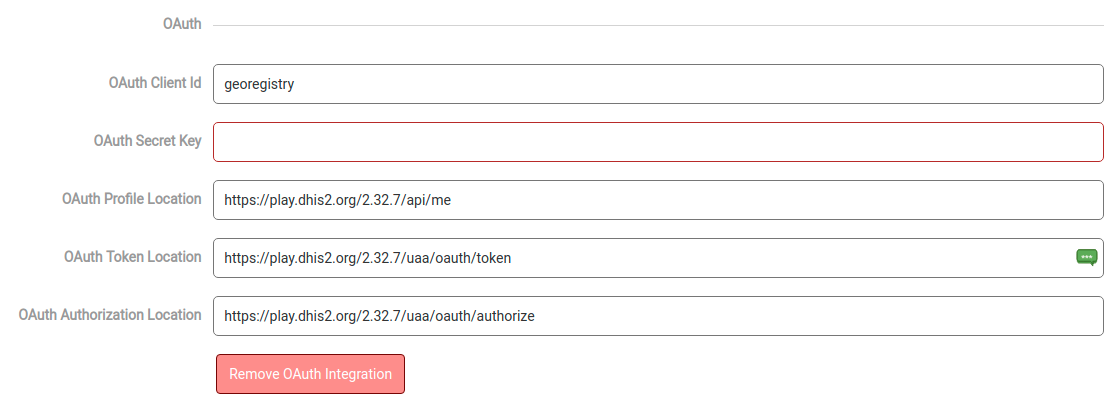 OAuth
OAuth Client Id georegistry
OAuth Secret Key
OAuth Profile Location https://play.dhis2.org/2.32.7/api/me
OAuth Token Location https://play.dhis2.org/2.32.7/uaa/oauth/token
OAuth Authorization Location https://play.dhis2.org/2.32.7/uaa/oauth/authorize
Remove OAuth Integration